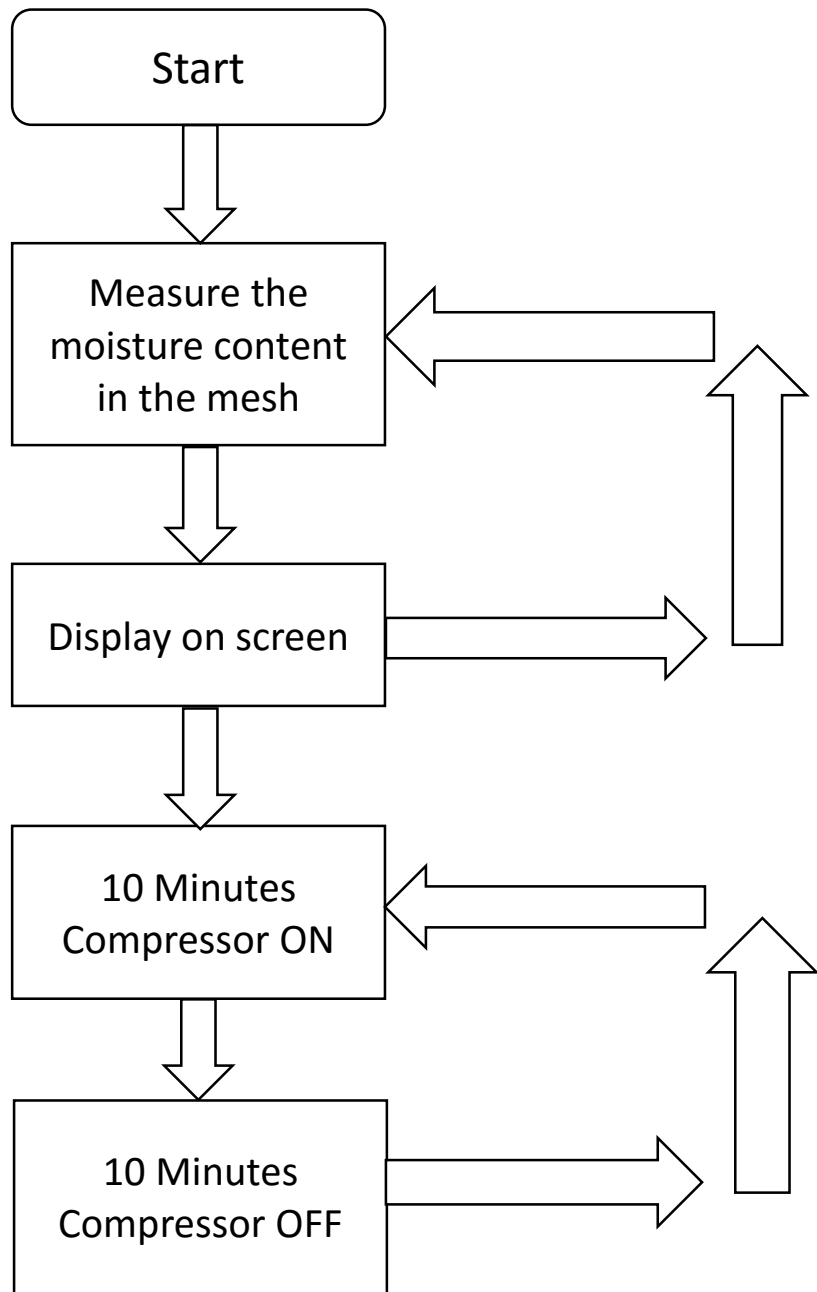 Start
Measure the
moisture content
in the mesh
Display on screen
10 Minutes
Compressor ON
10 Minutes
Compressor OFF